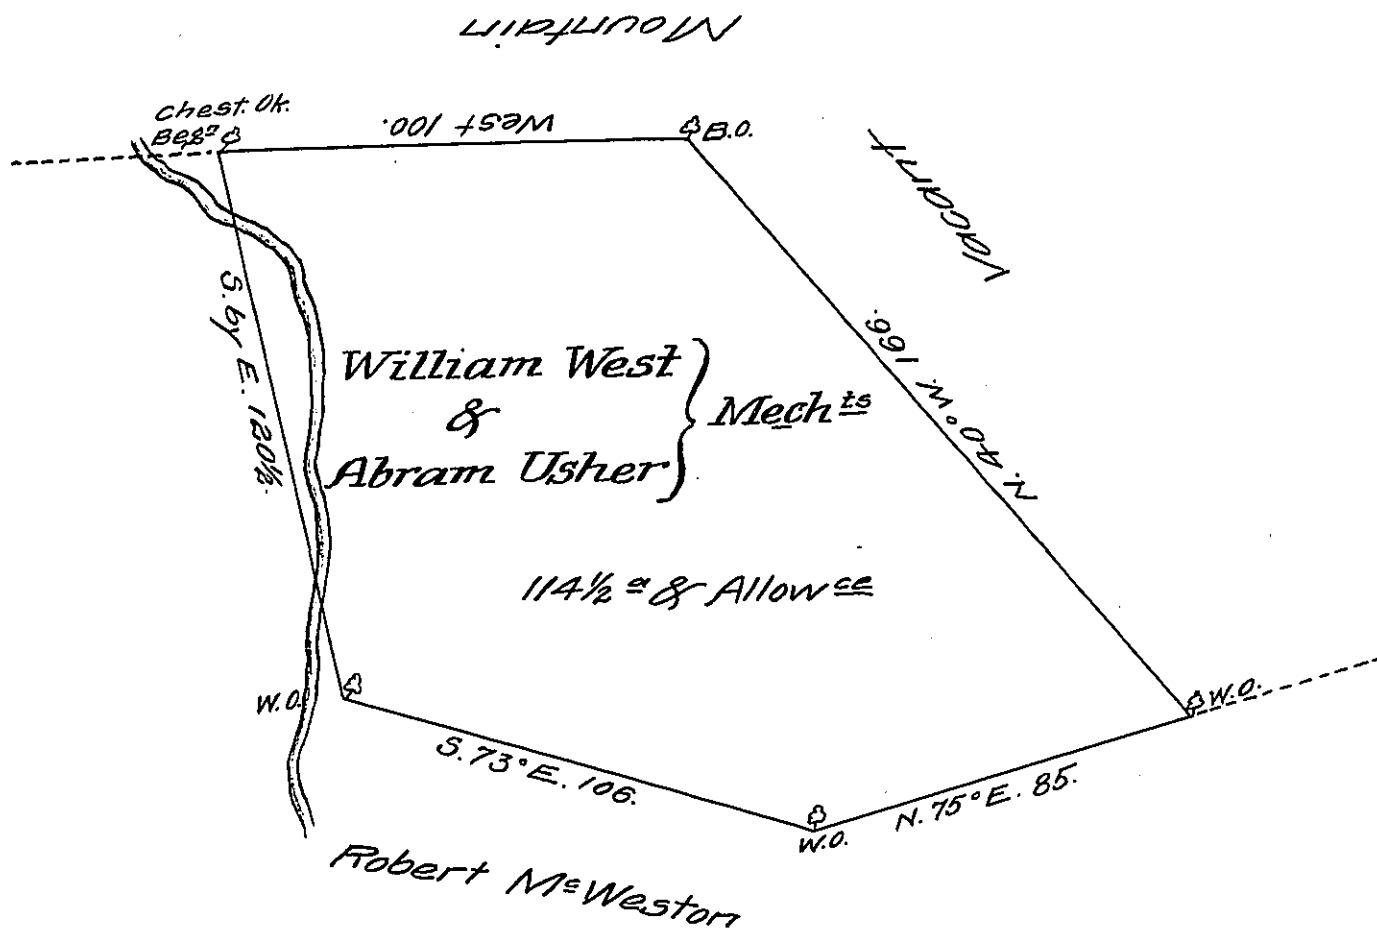 Mountain
Chest. Ok.
Beg⁠ᵍ
West 100.
B.O.
Vacant
S. by E. 120½.
N. 40° W. 166.
William West
&
Abram Usher
} Mechᵗˢ
114½ ᵃ & Allowᶜᵉ
W.O.
S. 73° E. 106.
W.O.
N. 75° E. 85.
W.O.
Robert MᶜWeston